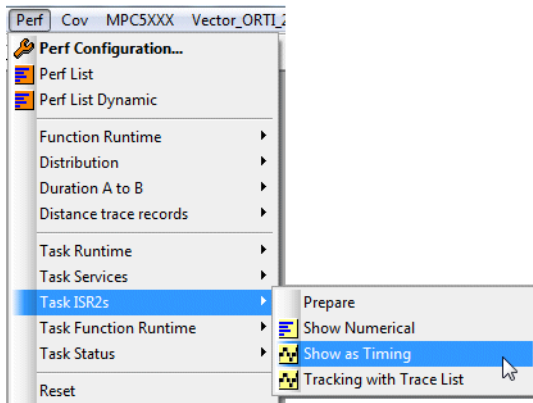 Perf Cov MPC5XXX Vector_ORTI_2
Perf Configuration...
Perf List
Perf List Dynamic
Function Runtime
Distribution
Duration A to B
Distance trace records
Task Runtime
Task Services
Task ISR2s
Prepare
Task Function Runtime
Show Numerical
Task Status
Show as Timing
Tracking with Trace List
Reset